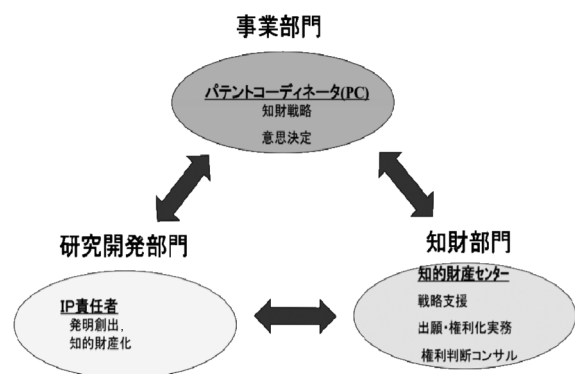 事業部門
パテントコーディネータ(PC)
知財戦略
意思決定
研究開発部門
IP責任者
発明創出,
知的財産化
知財部門
知的財産センター
戦略支援
出願・権利化実務
権利判断コンサル